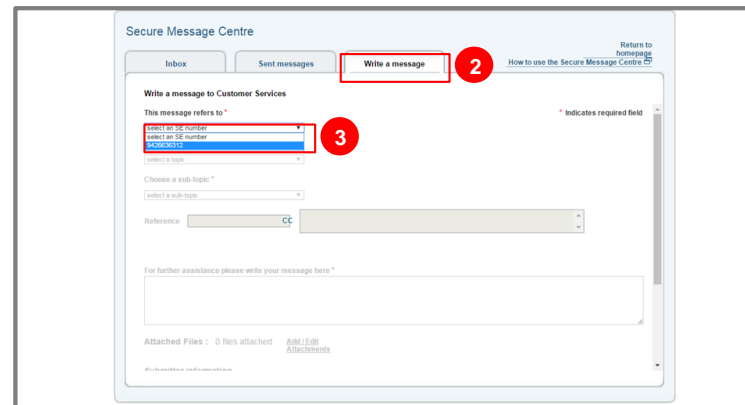 Secure Message Centre
Return to
homepage
How to use the Secure Message Centre
Inbox
Sent messages
Write a message
2
Write a message to Customer Services
This message refers to *
* Indicates required field
select an SE number
select an SE number
9426636312
3
select a topic
Choose a sub-topic *
select a sub-topic
Reference
CC
For further assistance please write your message here *
Attached Files : 0 files attached
Add / Edit
Attachments
Submitter information